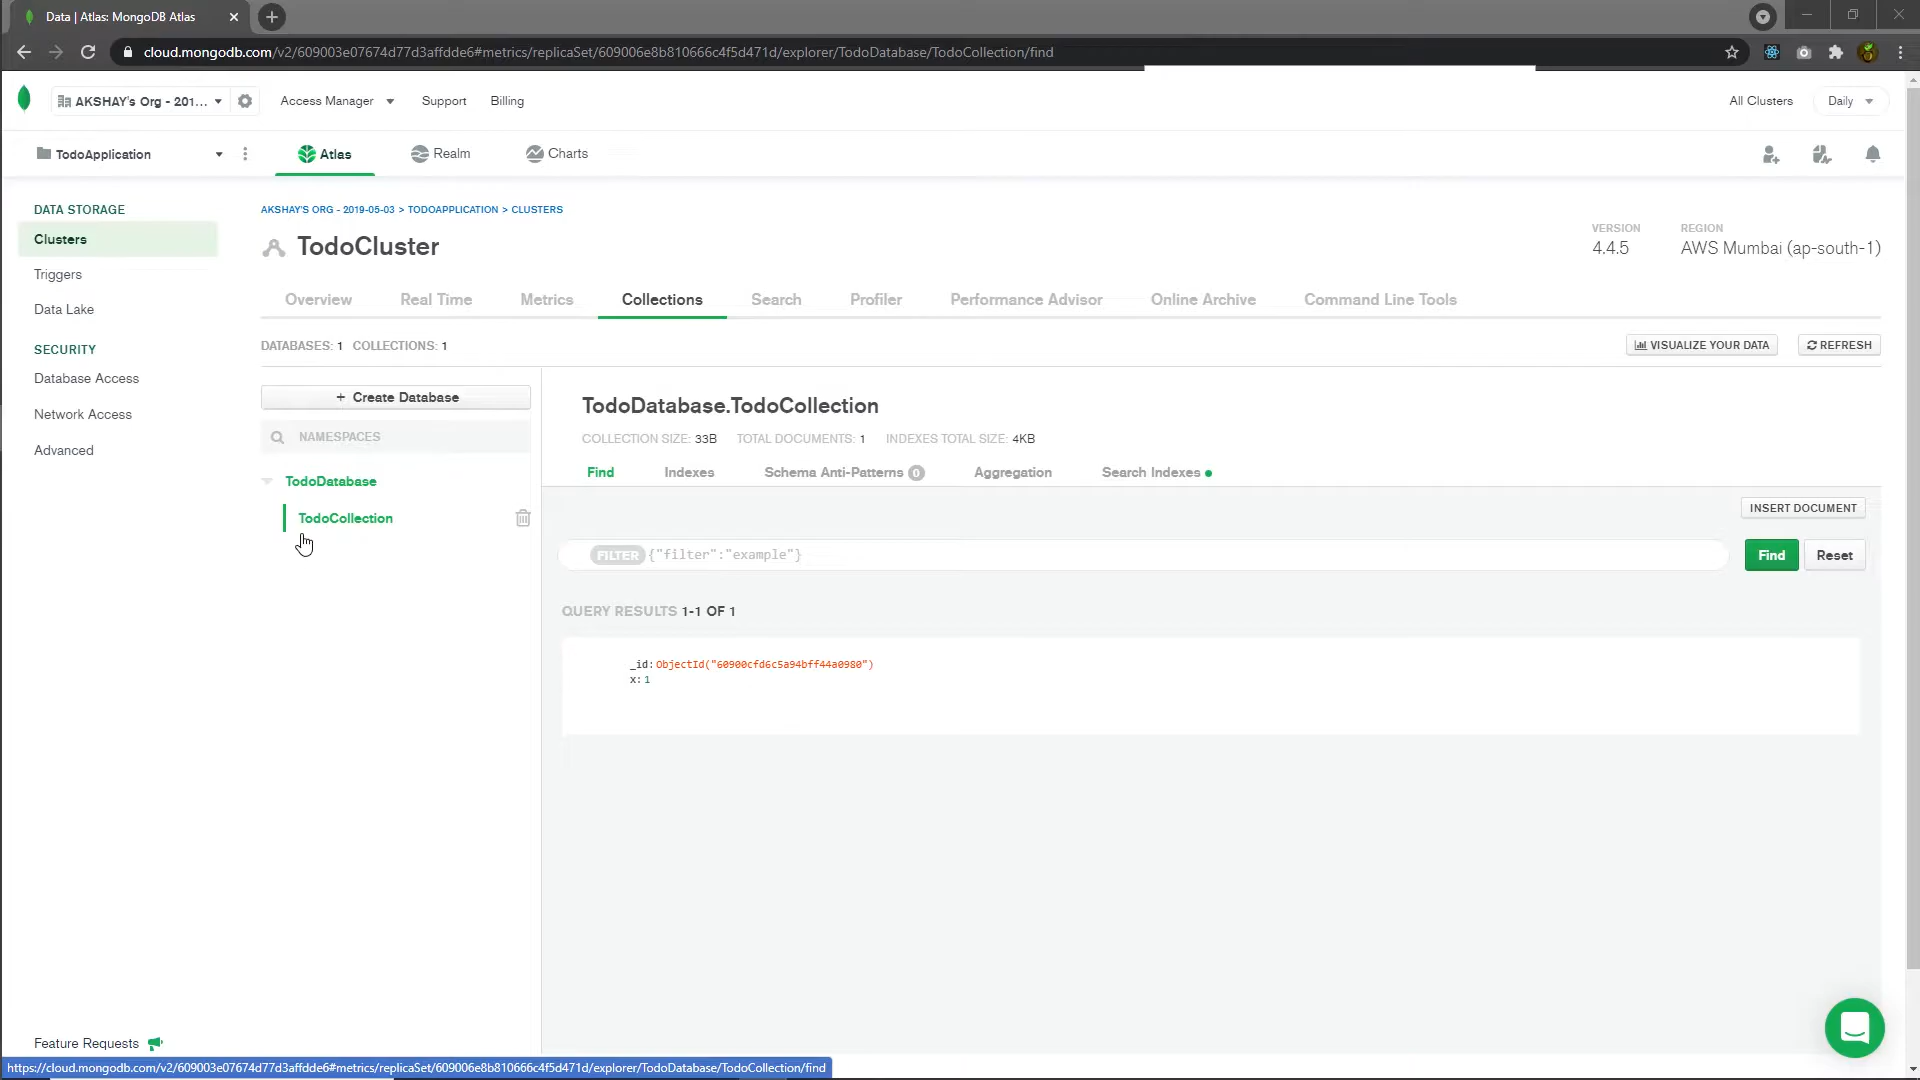 Data | Atlas: MongoDB Atlas
cloud.mongodb.com/v2/609003e07674d77d3affdde6#metrics/replicaSet/609006e8b810666c4f5d471d/explorer/TodoDatabase/TodoCollection/find
AKSHAY's Org - 201...
Access Manager
Support
Billing
All Clusters
Daily
TodoApplication
Atlas
Realm
Charts
DATA STORAGE
Clusters
Triggers
Data Lake
SECURITY
Database Access
Network Access
Advanced
AKSHAY'S ORG - 2019-05-03 > TODOAPPLICATION > CLUSTERS
TodoCluster
VERSION
4.4.5
REGION
AWS Mumbai (ap-south-1)
Overview
Real Time
Metrics
Collections
Search
Profiler
Performance Advisor
Online Archive
Command Line Tools
DATABASES: 1 COLLECTIONS: 1
VISUALIZE YOUR DATA
REFRESH
+ Create Database
NAMESPACES
TodoDatabase
TodoCollection
TodoDatabase.TodoCollection
COLLECTION SIZE: 33B TOTAL DOCUMENTS: 1 INDEXES TOTAL SIZE: 4KB
Find
Indexes
Schema Anti-Patterns 0
Aggregation
Search Indexes
INSERT DOCUMENT
FILTER {"filter":"example"}
Find
Reset
QUERY RESULTS 1-1 OF 1
_id: ObjectId("60900cfd6c5a94bff44a0980")
x: 1
Feature Requests
https://cloud.mongodb.com/v2/609003e07674d77d3affdde6#metrics/replicaSet/609006e8b810666c4f5d471d/explorer/TodoDatabase/TodoCollection/find